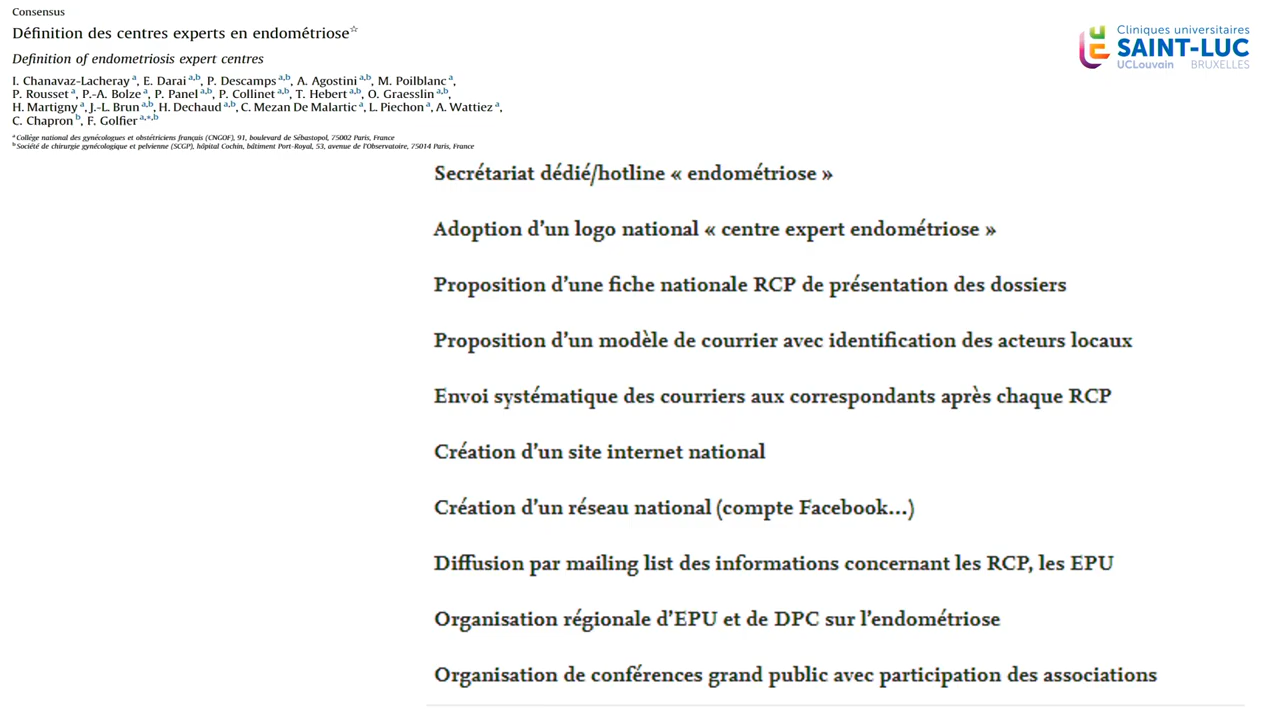 Consensus
Définition des centres experts en endométriose☆
Definition of endometriosis expert centres
I. Chanavaz-Lacheray a, E. Darai a,b, P. Descamps a,b, A. Agostini a,b, M. Poilblanc a,
P. Rousset a, P.-A. Bolze a, P. Panel a,b, P. Collinet a,b, T. Hebert a,b, O. Graesslin a,b,
H. Martigny a, J.-L. Brun a,b, H. Dechaud a,b, C. Mezan De Malartic a, L. Piechon a, A. Wattiez a,
C. Chapron b, F. Golfier a,*,b
a Collège national des gynécologues et obstétriciens français (CNGOF), 91, boulevard de Sébastopol, 75002 Paris, France
b Société de chirurgie gynécologique et pelvienne (SCGP), hôpital Cochin, bâtiment Port-Royal, 53, avenue de l'Observatoire, 75014 Paris, France
Cliniques universitaires
SAINT-LUC
UCLouvain BRUXELLES
Secrétariat dédié/hotline « endométriose »
Adoption d'un logo national « centre expert endométriose »
Proposition d'une fiche nationale RCP de présentation des dossiers
Proposition d'un modèle de courrier avec identification des acteurs locaux
Envoi systématique des courriers aux correspondants après chaque RCP
Création d'un site internet national
Création d'un réseau national (compte Facebook…)
Diffusion par mailing list des informations concernant les RCP, les EPU
Organisation régionale d'EPU et de DPC sur l'endométriose
Organisation de conférences grand public avec participation des associations